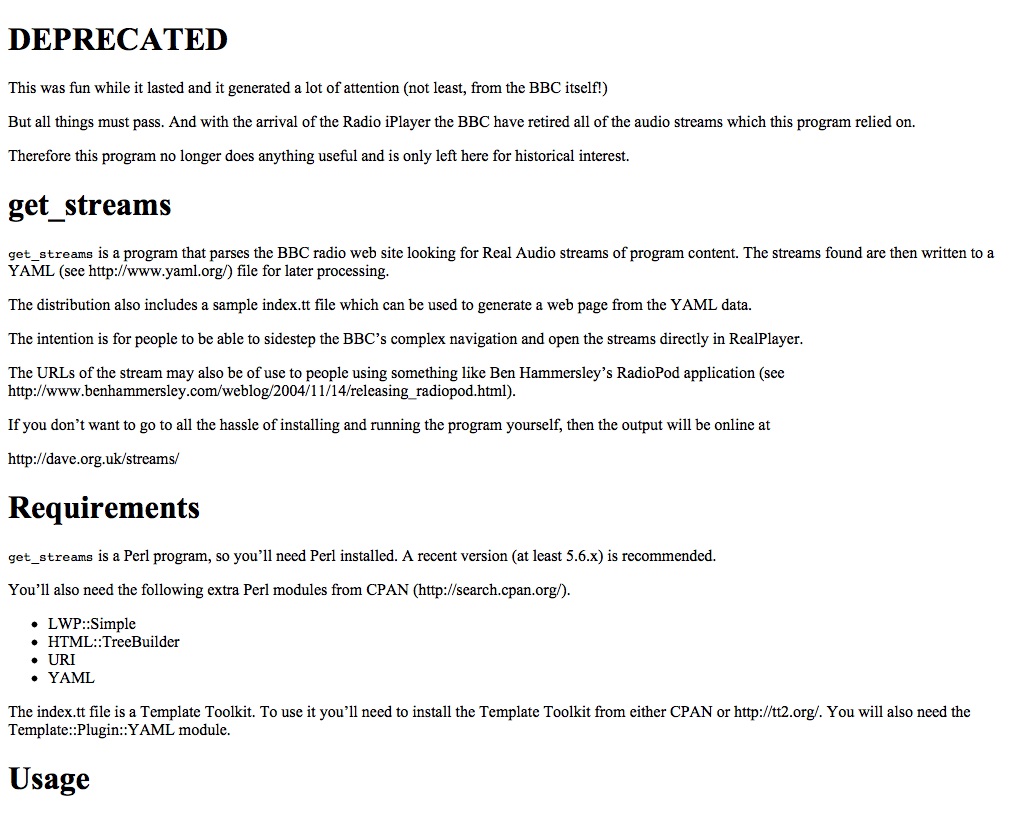 DEPRECATED
This was fun while it lasted and it generated a lot of attention (not least, from the BBC itself!)
But all things must pass. And with the arrival of the Radio iPlayer the BBC have retired all of the audio streams which this program relied on.
Therefore this program no longer does anything useful and is only left here for historical interest.
get_streams
get_streams is a program that parses the BBC radio web site looking for Real Audio streams of program content. The streams found are then written to a
YAML (see http://www.yaml.org/) file for later processing.
The distribution also includes a sample index.tt file which can be used to generate a web page from the YAML data.
The intention is for people to be able to sidestep the BBC’s complex navigation and open the streams directly in RealPlayer.
The URLs of the stream may also be of use to people using something like Ben Hammersley’s RadioPod application (see
http://www.benhammersley.com/weblog/2004/11/14/releasing_radiopod.html).
If you don’t want to go to all the hassle of installing and running the program yourself, then the output will be online at
http://dave.org.uk/streams/
Requirements
get_streams is a Perl program, so you’ll need Perl installed. A recent version (at least 5.6.x) is recommended.
You’ll also need the following extra Perl modules from CPAN (http://search.cpan.org/).
• LWP::Simple
• HTML::TreeBuilder
• URI
• YAML
The index.tt file is a Template Toolkit. To use it you’ll need to install the Template Toolkit from either CPAN or http://tt2.org/. You will also need the
Template::Plugin::YAML module.
Usage